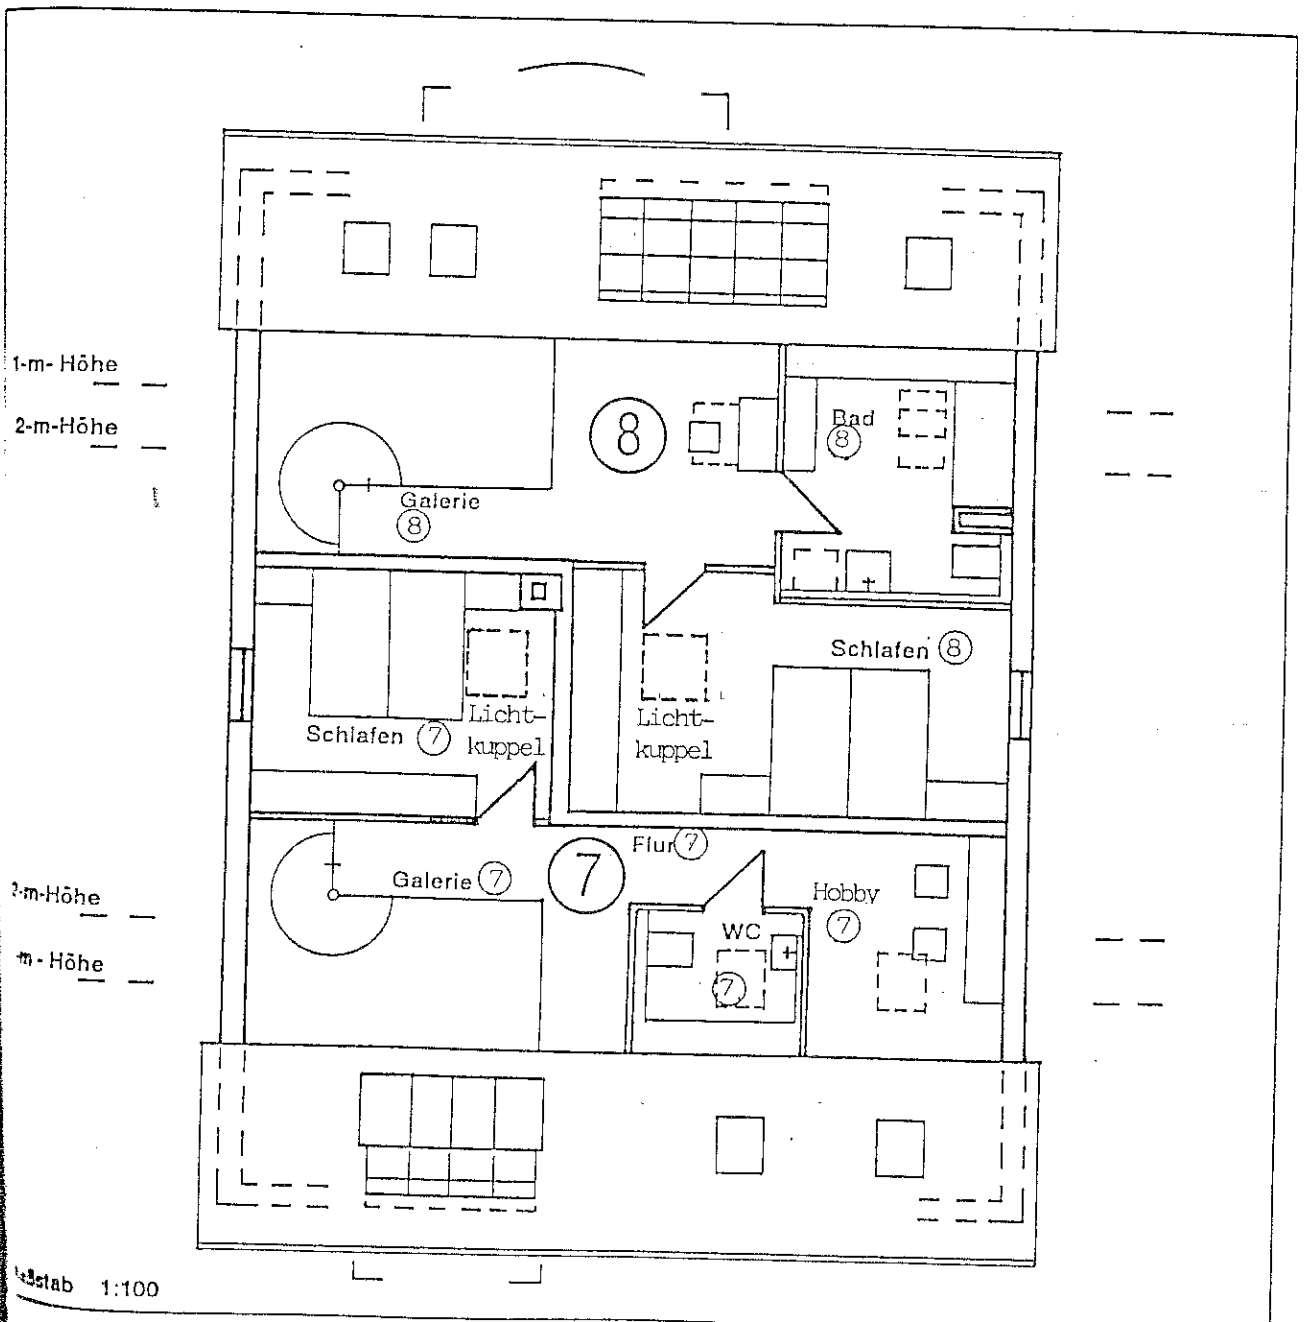 1-m-Höhe
2-m-Höhe
8
Bad
8
Galerie
8
Schlafen 8
Licht-
kuppel
Licht-
kuppel
Schlafen 7
Flur 7
7
Galerie 7
Hobby
7
WC
7
-m-Höhe
m-Höhe
stab 1:100